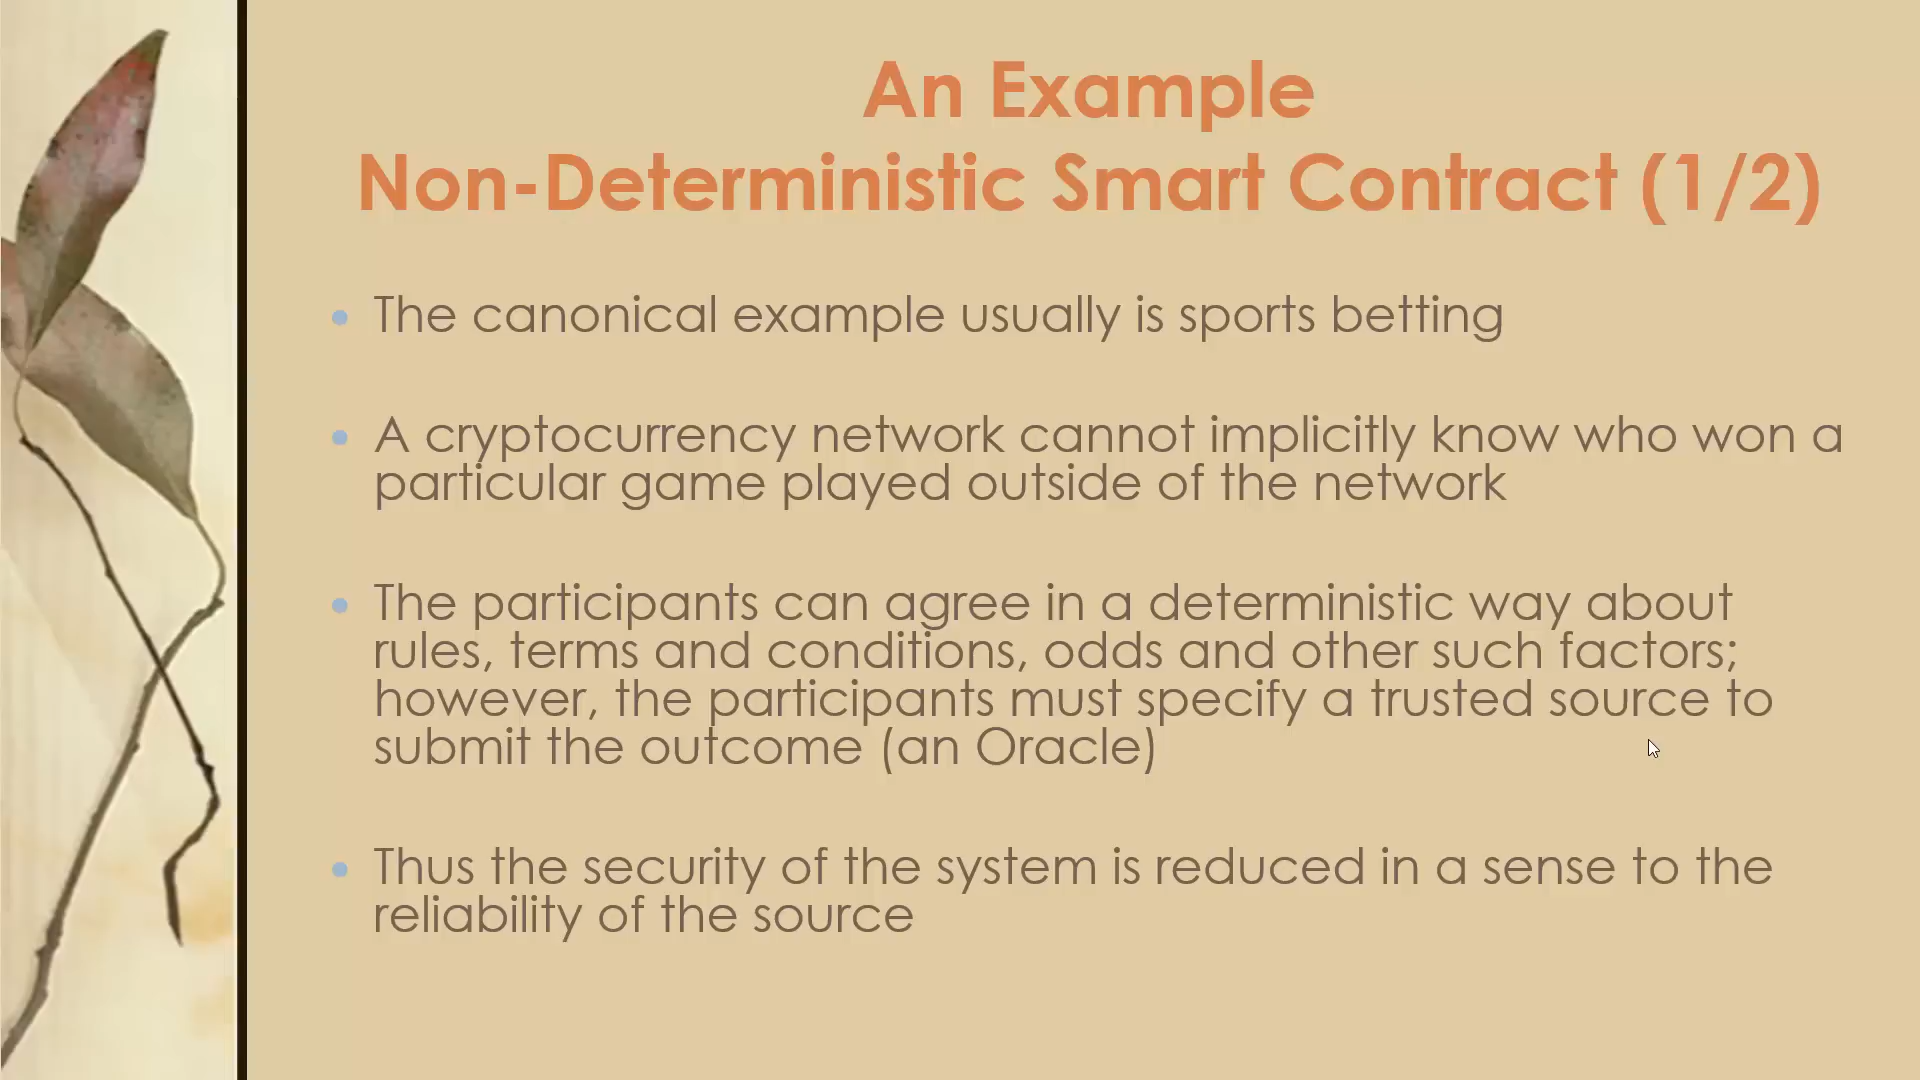 An Example
Non-Deterministic Smart Contract (1/2)
• The canonical example usually is sports betting
• A cryptocurrency network cannot implicitly know who won a
particular game played outside of the network
• The participants can agree in a deterministic way about
rules, terms and conditions, odds and other such factors;
however, the participants must specify a trusted source to
submit the outcome (an Oracle)
• Thus the security of the system is reduced in a sense to the
reliability of the source